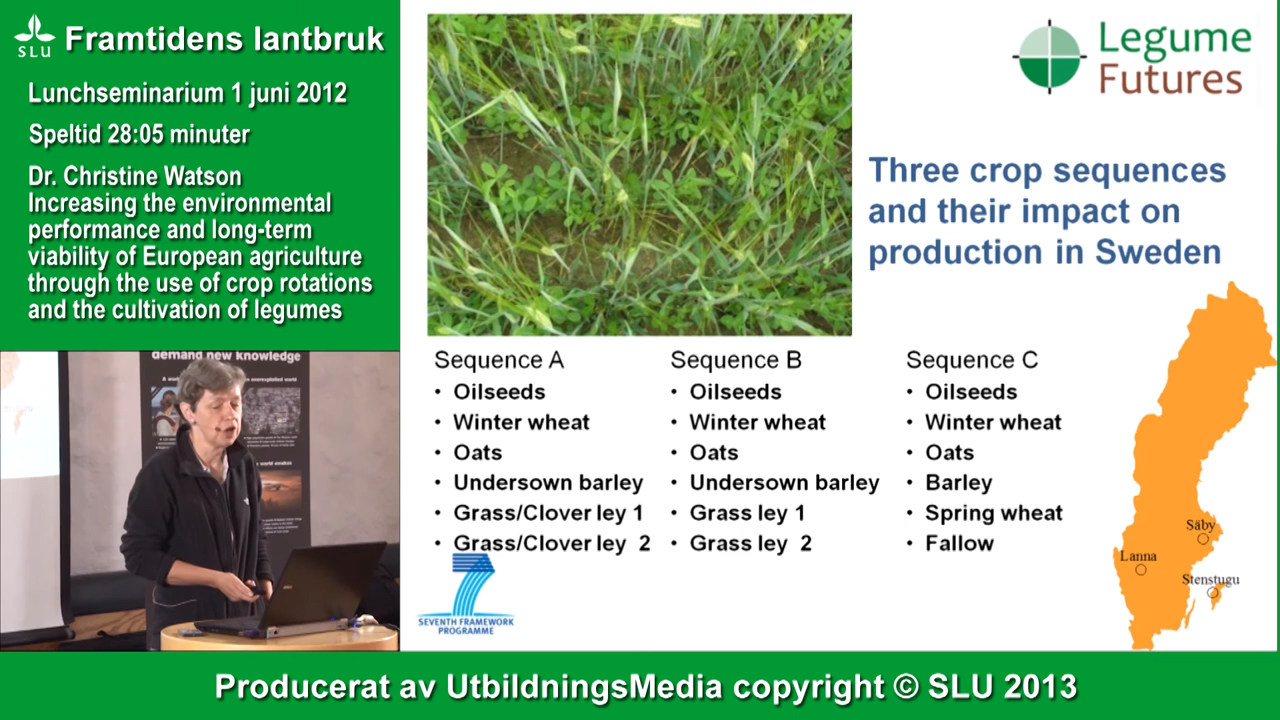 SLU
Framtidens lantbruk
Lunchseminarium 1 juni 2012
Speltid 28:05 minuter
Dr. Christine Watson
Increasing the environmental
performance and long-term
viability of European agriculture
through the use of crop rotations
and the cultivation of legumes
demand new knowledge
Legume
Futures
Three crop sequences
and their impact on
production in Sweden
Sequence A
• Oilseeds
• Winter wheat
• Oats
• Undersown barley
• Grass/Clover ley 1
• Grass/Clover ley 2
Sequence B
• Oilseeds
• Winter wheat
• Oats
• Undersown barley
• Grass ley 1
• Grass ley 2
Sequence C
• Oilseeds
• Winter wheat
• Oats
• Barley
• Spring wheat
• Fallow
Säby
Lanna
Stenstugu
SEVENTH FRAMEWORK
PROGRAMME
Producerat av UtbildningsMedia copyright © SLU 2013